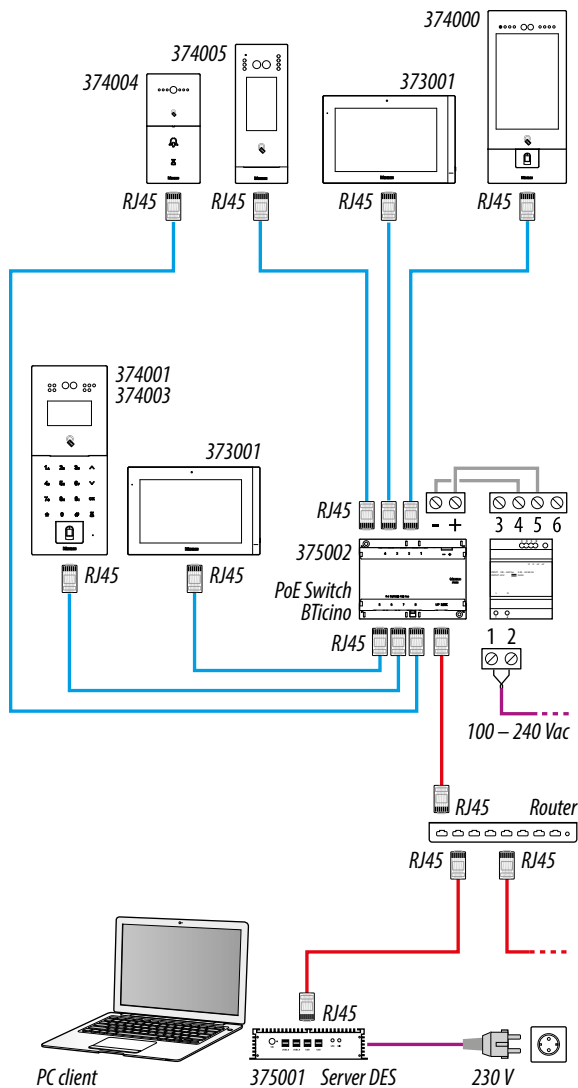 374000
374005
374004
373001
RJ45
RJ45
RJ45
RJ45
374001
374003
373001
RJ45
- +
3 4 5 6
375002
PoE Switch
BTicino
RJ45
RJ45
RJ45
1 2
100 – 240 Vac
RJ45
Router
RJ45
RJ45
RJ45
PC client
375001
Server DES
230 V